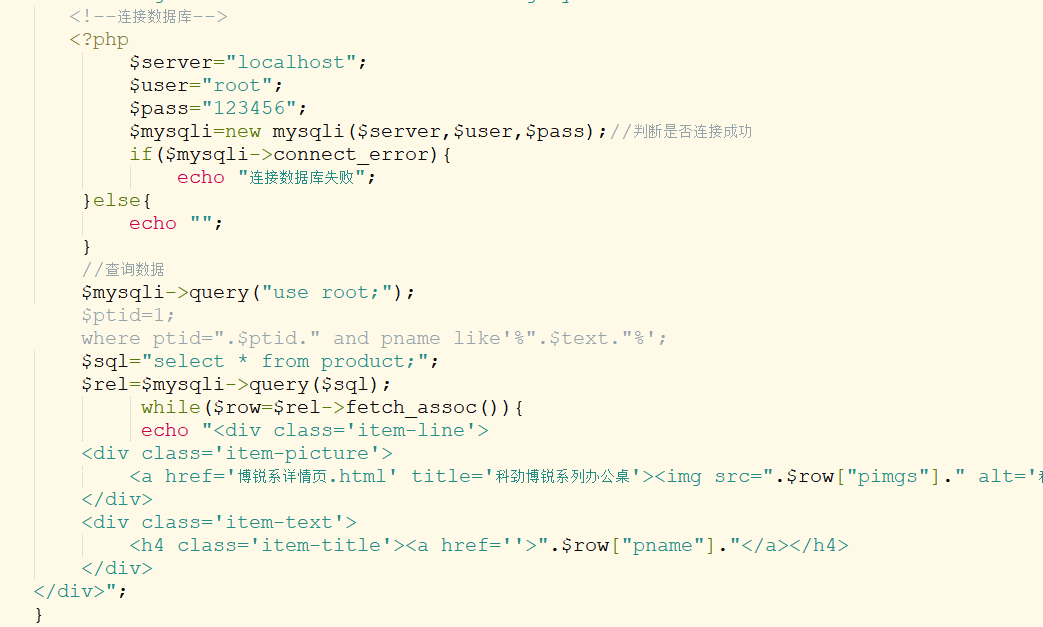 <!--连接数据库-->
<?php
$server="localhost";
$user="root";
$pass="123456";
$mysqli=new mysqli($server,$user,$pass);//判断是否连接成功
if($mysqli->connect_error){
echo "连接数据库失败";
}else{
echo "";
}
//查询数据
$mysqli->query("use root;");
$ptid=1;
where ptid=".$ptid." and pname like'%".$text."%';
$sql="select * from product;";
$rel=$mysqli->query($sql);
while($row=$rel->fetch_assoc()){
echo "<div class='item-line'>
<div class='item-picture'>
<a href='博锐系详情页.html' title='科劲博锐系列办公桌'><img src=".$row["pimgs"]." alt='
</div>
<div class='item-text'>
<h4 class='item-title'><a href=''>".$row["pname"]."</a></h4>
</div>
</div>";
}